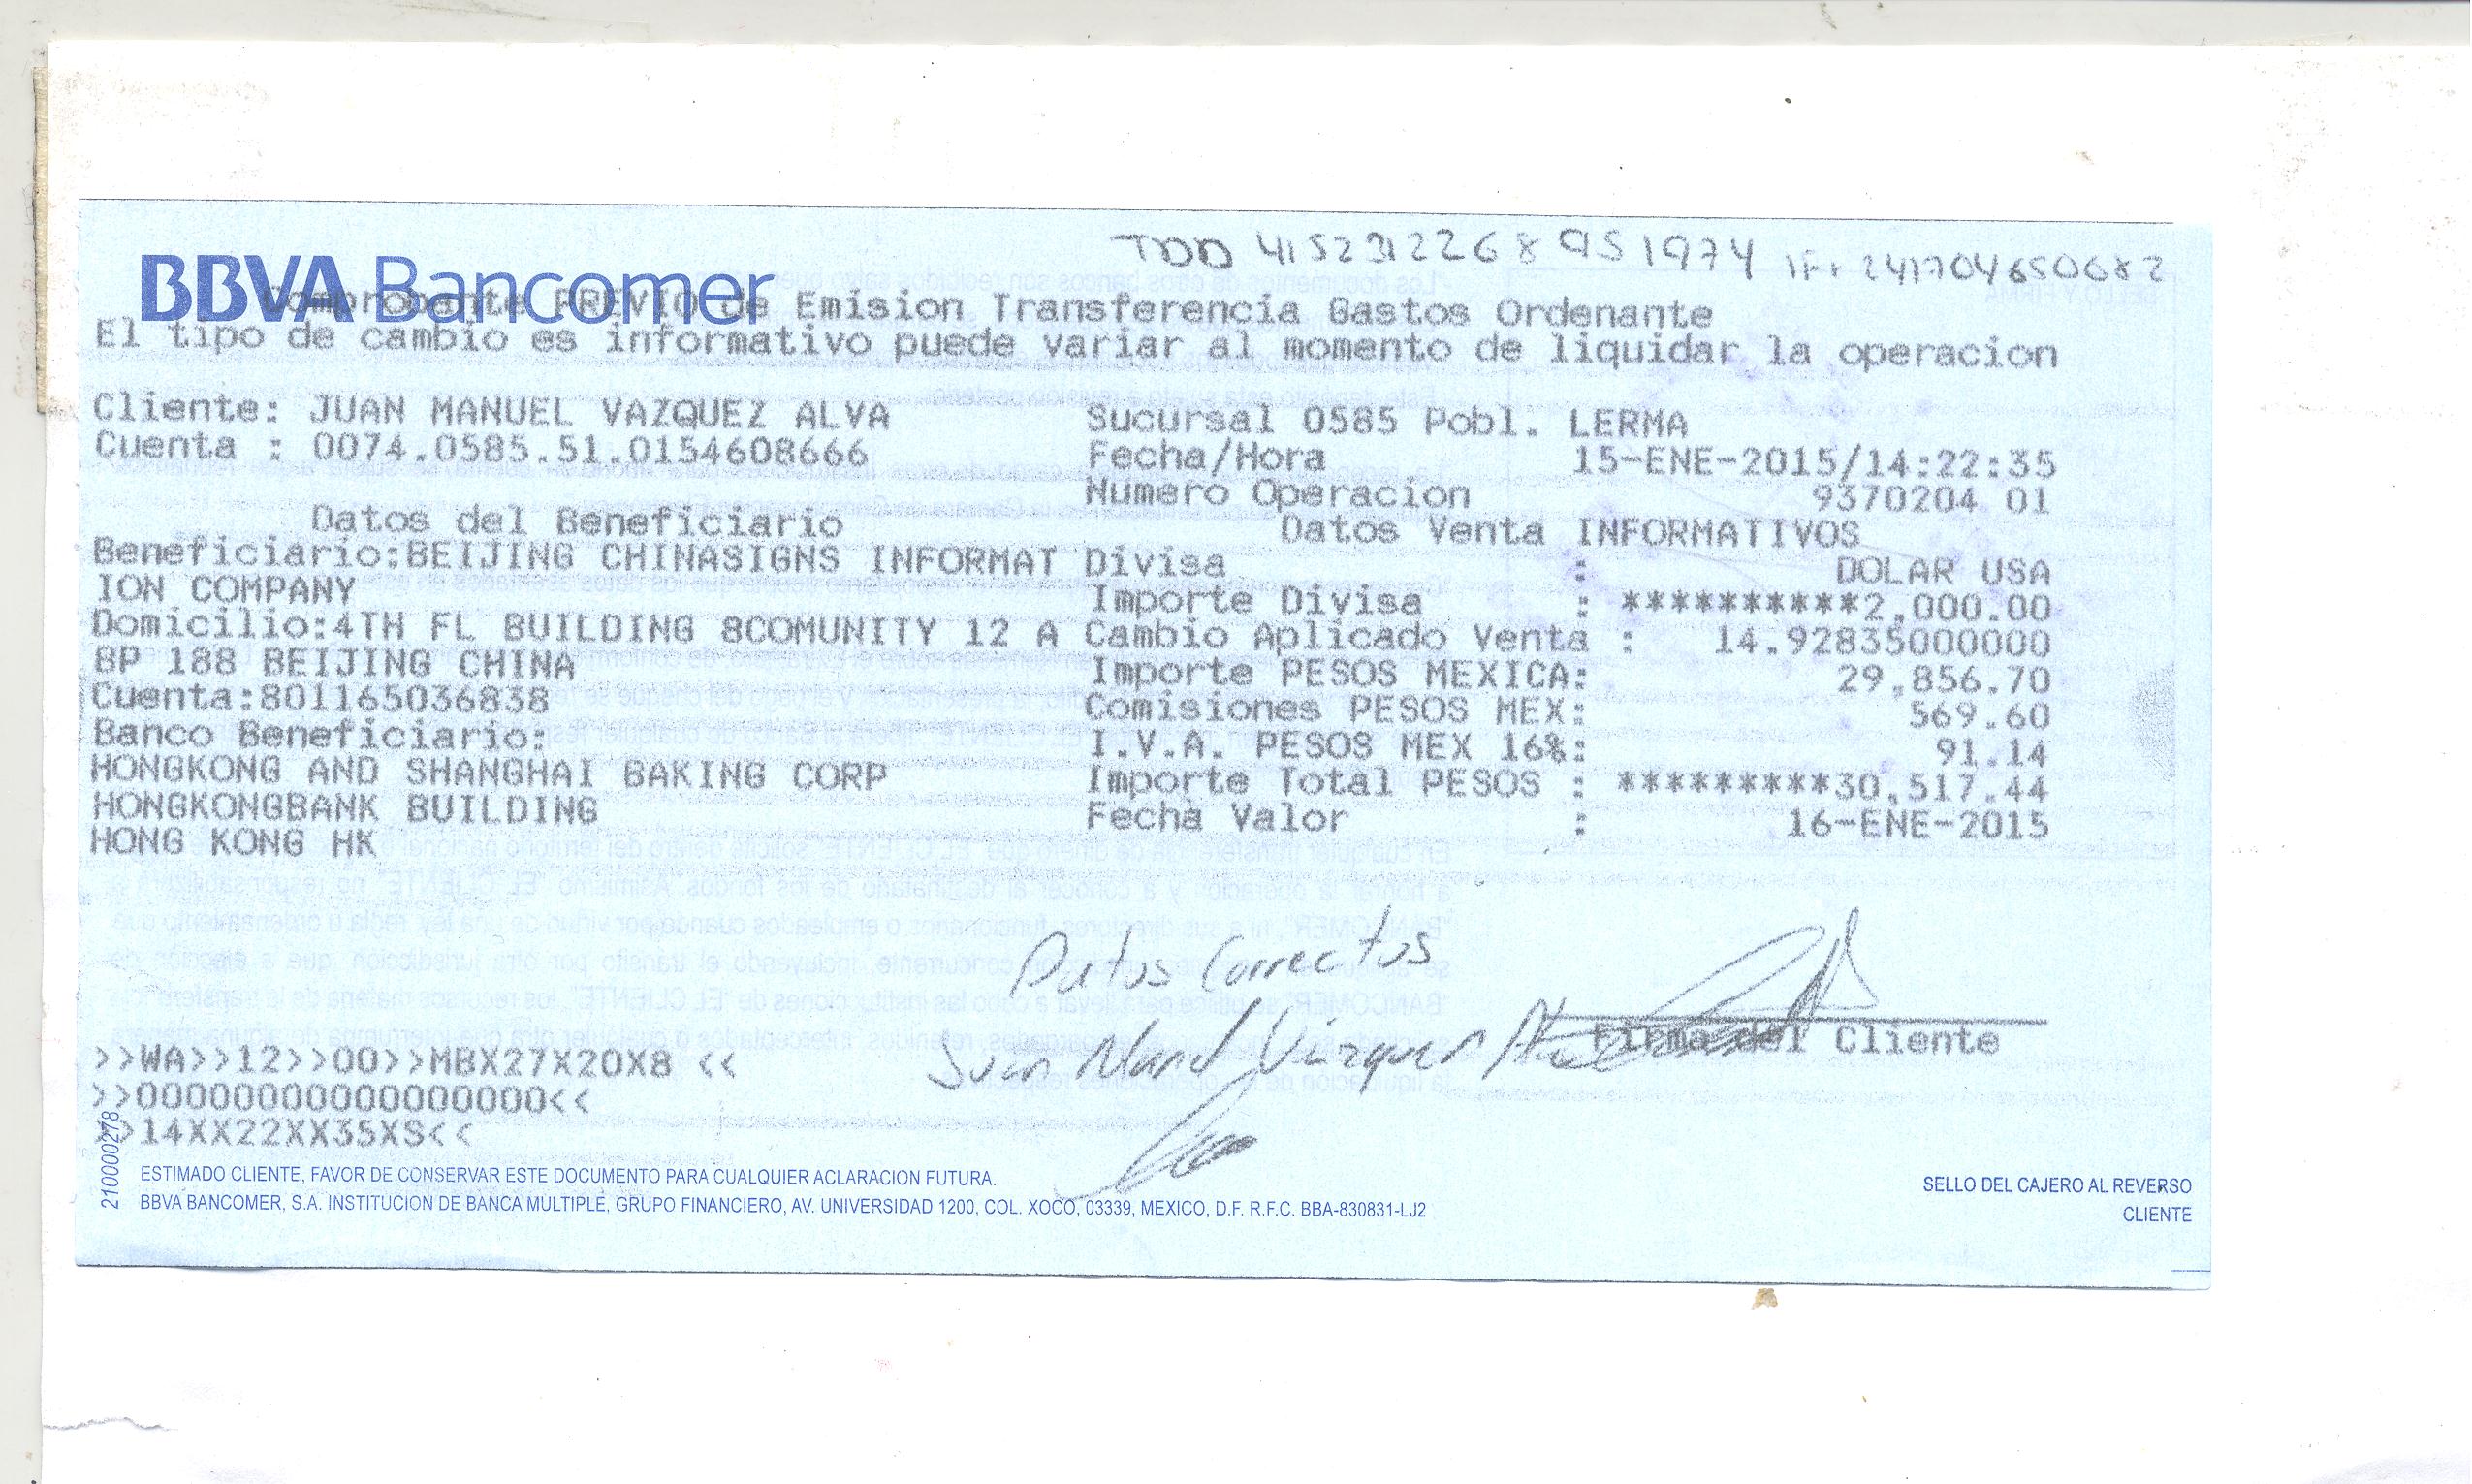 TDD 4152312268951974 IFE 241704650682
BBVA Bancomer
Comprobante PREVIO de Emision Transferencia Gastos Ordenante
El tipo de cambio es informativo puede variar al momento de liquidar la operacion
Cliente: JUAN MANUEL VAZQUEZ ALVA Sucursal 0585 Pobl. LERMA
Cuenta : 0074.0585.51.0154608666 Fecha/Hora 15-ENE-2015/14:22:35
Numero Operacion 9370204 01
Datos del Beneficiario Datos Venta INFORMATIVOS
Beneficiario:BEIJING CHINASIGNS INFORMAT Divisa : DOLAR USA
ION COMPANY Importe Divisa : **********2,000.00
Domicilio:4TH FL BUILDING 8COMUNITY 12 A Cambio Aplicado Venta : 14.92835000000
BP 188 BEIJING CHINA Importe PESOS MEXICA: 29,856.70
Cuenta:801165036838 Comisiones PESOS MEX: 569.60
Banco Beneficiario: I.V.A. PESOS MEX 16%: 91.14
HONGKONG AND SHANGHAI BAKING CORP Importe Total PESOS : *********30,517.44
HONGKONGBANK BUILDING Fecha Valor : 16-ENE-2015
HONG KONG HK
Datos Correctos
Juan Manuel Vázquez Alva
Firma del Cliente
>>WA>>12>>00>>MBX27X20X8 <<
>>00000000000000000<<
>>14XX22XX35XS<<
210000278
ESTIMADO CLIENTE, FAVOR DE CONSERVAR ESTE DOCUMENTO PARA CUALQUIER ACLARACION FUTURA.
BBVA BANCOMER, S.A. INSTITUCION DE BANCA MULTIPLE, GRUPO FINANCIERO, AV. UNIVERSIDAD 1200, COL. XOCO, 03339, MEXICO, D.F. R.F.C. BBA-830831-LJ2
SELLO DEL CAJERO AL REVERSO
CLIENTE